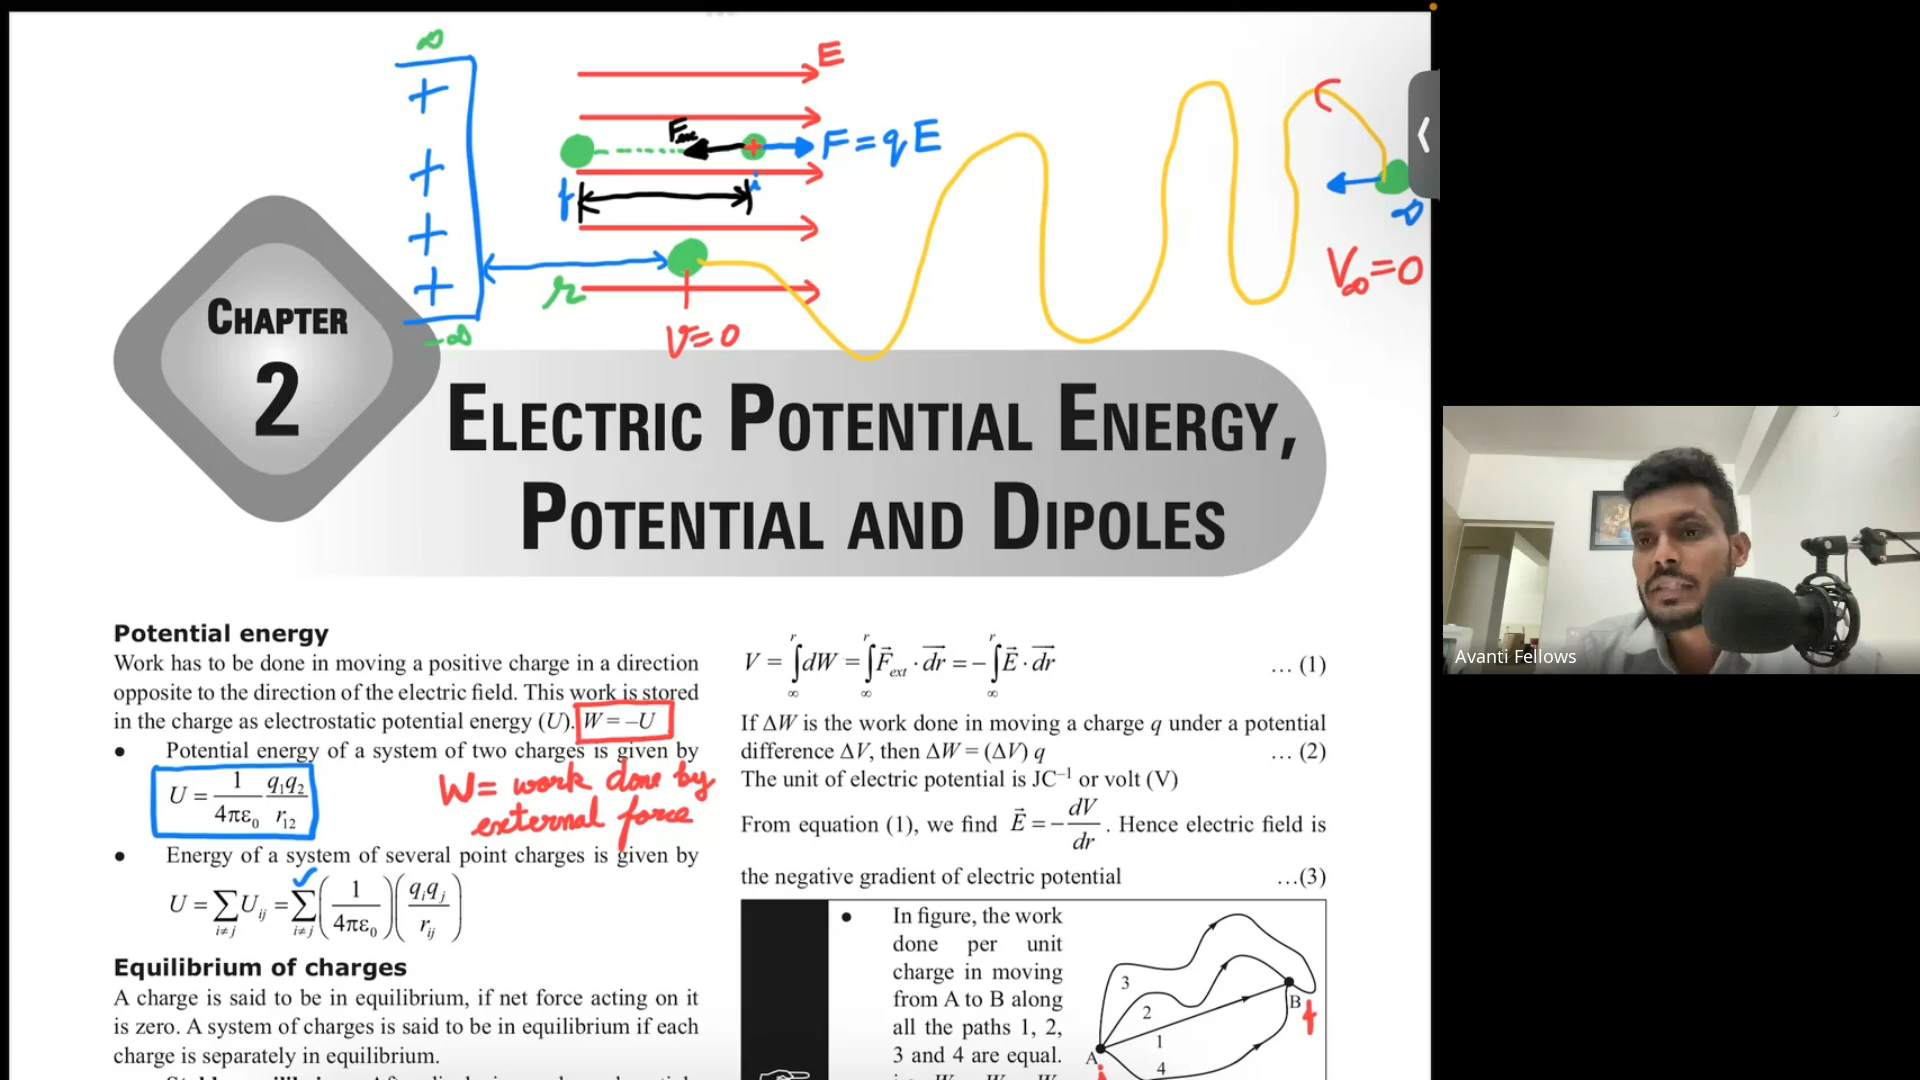 ∞
E
+
F = qE
+
f
i
∞
+
V∞=0
+
r
-∞
V=0
CHAPTER
2
ELECTRIC POTENTIAL ENERGY,
POTENTIAL AND DIPOLES
Potential energy
Work has to be done in moving a positive charge in a direction
opposite to the direction of the electric field. This work is stored
in the charge as electrostatic potential energy (U). W = –U
• Potential energy of a system of two charges is given by
U = 1/4πε₀ q₁q₂/r₁₂
W= work done by
external force
• Energy of a system of several point charges is given by
U = ∑ i≠j U ij = ∑ i≠j (1/4πε₀)(q i q j / r ij)
Equilibrium of charges
A charge is said to be in equilibrium, if net force acting on it
is zero. A system of charges is said to be in equilibrium if each
charge is separately in equilibrium.
V = ∫∞^r dW = ∫∞^r F⃗ext · dr⃗ = – ∫∞^r E⃗ · dr⃗ … (1)
If ΔW is the work done in moving a charge q under a potential
difference ΔV, then ΔW = (ΔV) q … (2)
The unit of electric potential is JC⁻¹ or volt (V)
From equation (1), we find E⃗ = – dV/dr . Hence electric field is
the negative gradient of electric potential …(3)
• In figure, the work
done per unit
charge in moving
from A to B along
all the paths 1, 2,
3 and 4 are equal.
3
2
1
4
A
i
B
f
Avanti Fellows